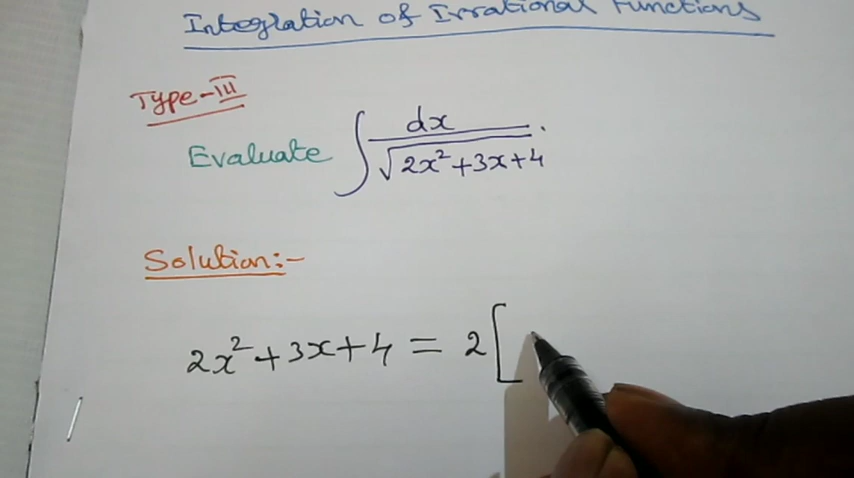 Integration of Irrational Functions
Type-III
Evaluate ∫ dx / √(2x²+3x+4) .
Solution:-
2x²+3x+4 = 2[